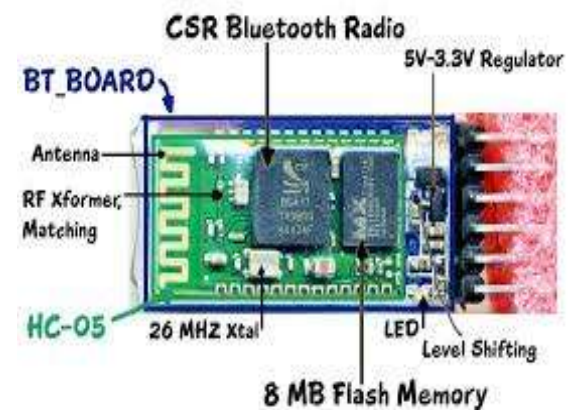 CSR Bluetooth Radio
5V-3.3V Regulator
BT_BOARD
Antenna
RF Xformer,
Matching
MX
HC-05
26 MHZ Xtal
LED
Level Shifting
8 MB Flash Memory